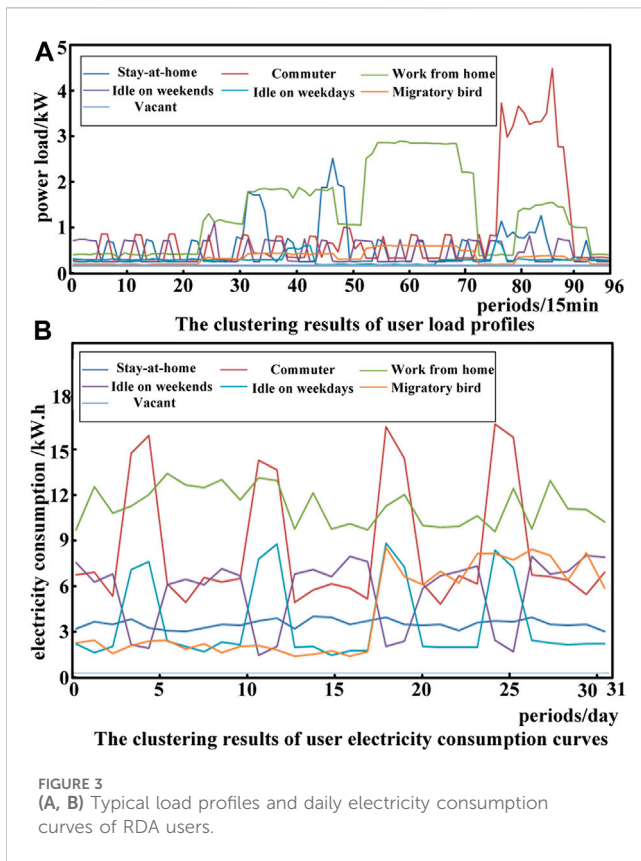 A
5
4
3
2
1
0
power load/kW
Stay-at-home Commuter Work from home
Idle on weekends Idle on weekdays Migratory bird
Vacant
0 10 20 30 40 50 60 70 80 90 96
periods/15min
The clustering results of user load profiles
B
18
15
12
9
6
3
0
electricity consumption /kW.h
Stay-at-home Commuter Work from home
Idle on weekends Idle on weekdays Migratory bird
Vacant
0 5 10 15 20 25 30 31
periods/day
The clustering results of user electricity consumption curves
FIGURE 3
(A, B) Typical load profiles and daily electricity consumption
curves of RDA users.